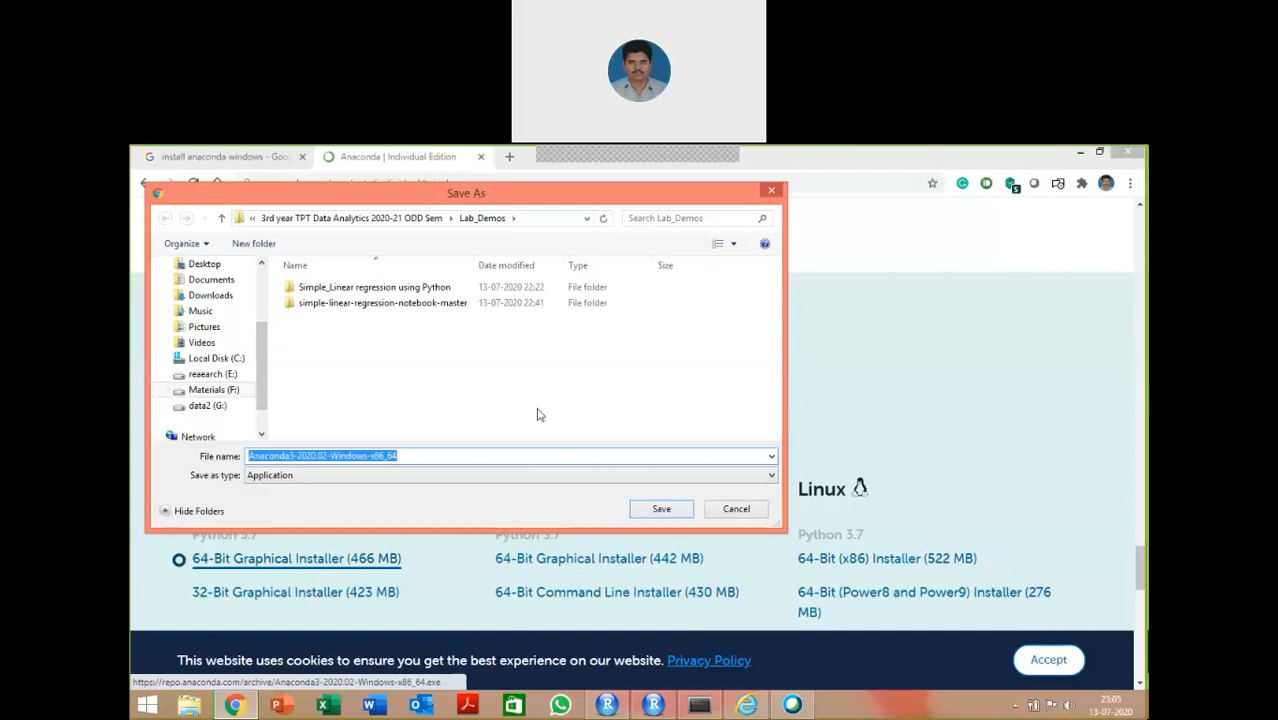 install anaconda windows - Goo
Anaconda | Individual Edition
5
Save As
« 3rd year TPT Data Analytics 2020-21 ODD Sem
Lab_Demos
Search Lab_Demos
Organize
New folder
Desktop
Documents
Downloads
Music
Pictures
Videos
Local Disk (C:)
reaearch (E:)
Materials (F:)
data2 (G:)
Network
Name
Date modified
Type
Size
Simple_Linear regression using Python
13-07-2020 22:22
File folder
simple-linear-regression-notebook-master
13-07-2020 22:41
File folder
File name:
Anaconda3-2020.02-Windows-x86_64
Save as type:
Application
Hide Folders
Save
Cancel
Linux
Python 3.7
64-Bit Graphical Installer (466 MB)
32-Bit Graphical Installer (423 MB)
64-Bit Graphical Installer (442 MB)
64-Bit Command Line Installer (430 MB)
Python 3.7
64-Bit (x86) Installer (522 MB)
64-Bit (Power8 and Power9) Installer (276
MB)
This website uses cookies to ensure you get the best experience on our website. Privacy Policy
Accept
https://repo.anaconda.com/archive/Anaconda3-2020.02-Windows-x86_64.exe
23:05
13-07-2020